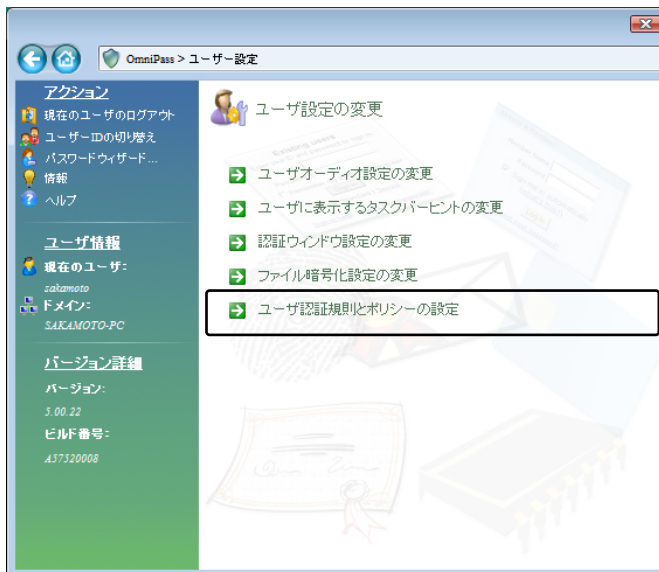 OmniPass > ユーザー設定
アクション
現在のユーザのログアウト
ユーザーIDの切り替え
パスワードウィザード...
情報
ヘルプ
ユーザ情報
現在のユーザ:
sakamoto
ドメイン:
SAKAMOTO-PC
バージョン詳細
バージョン:
5.00.22
ビルド番号:
A57520008
ユーザ設定の変更
ユーザオーディオ設定の変更
ユーザに表示するタスクバーヒントの変更
認証ウィンドウ設定の変更
ファイル暗号化設定の変更
ユーザ認証規則とポリシーの設定
Existing users